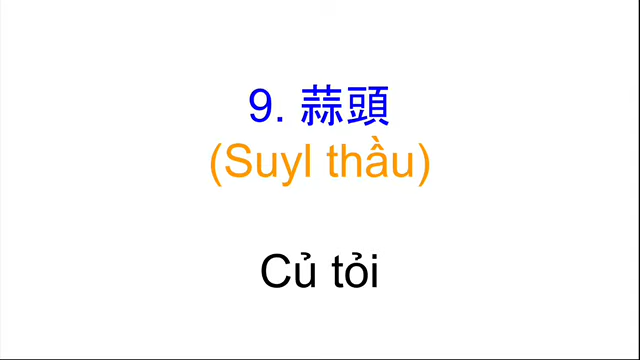 9. 蒜頭
(Suyl thầu)
Củ tỏi